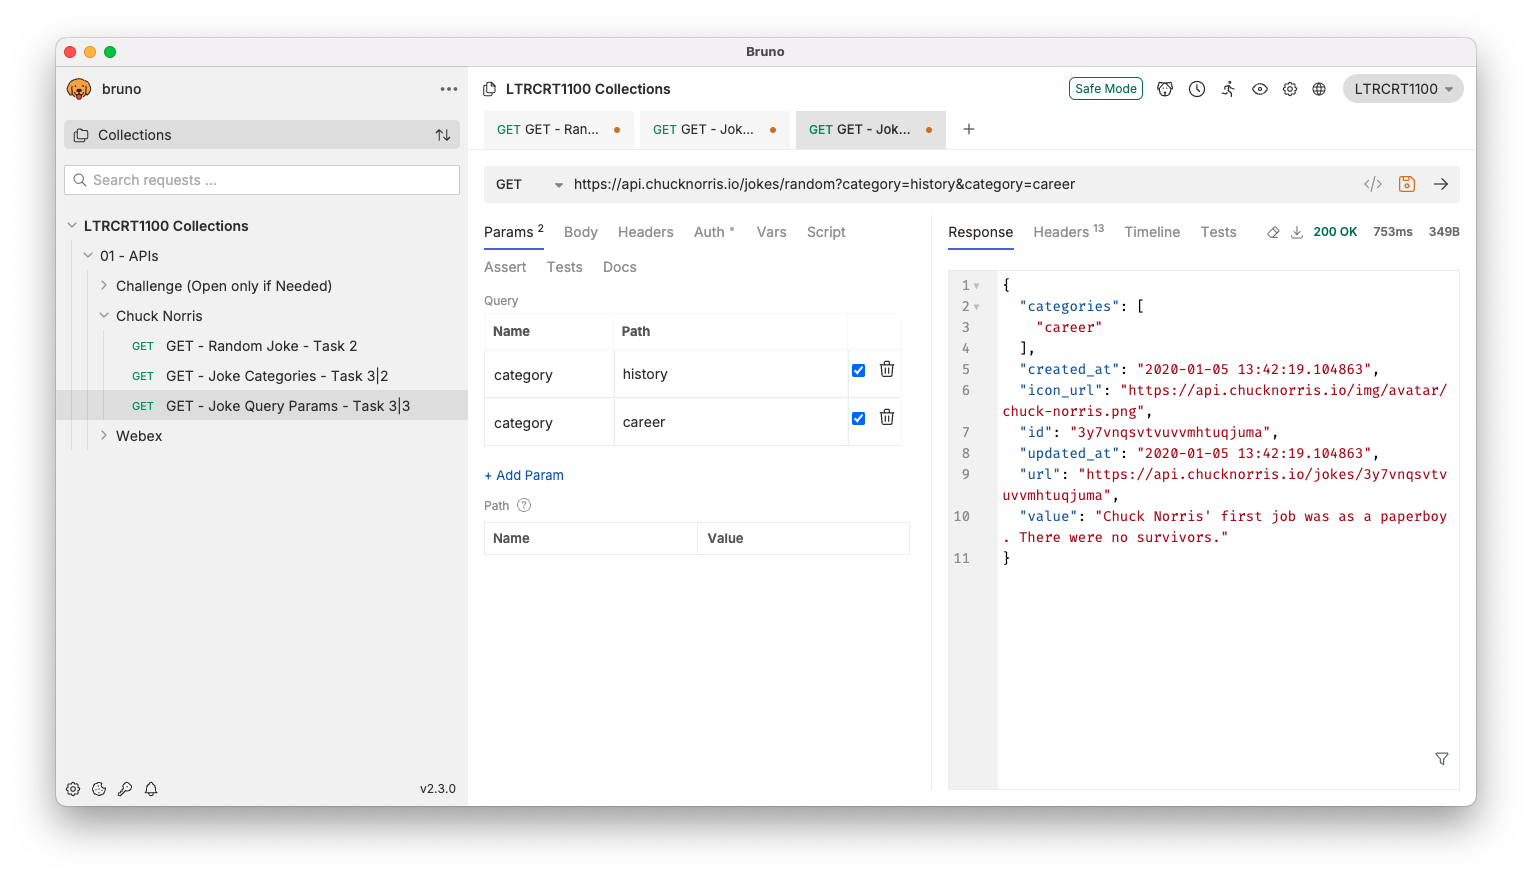 Bruno
bruno
Collections
Search requests ...
LTRCRT1100 Collections
01 - APIs
Challenge (Open only if Needed)
Chuck Norris
GET GET - Random Joke - Task 2
GET GET - Joke Categories - Task 3|2
GET GET - Joke Query Params - Task 3|3
Webex
v2.3.0
LTRCRT1100 Collections
Safe Mode
LTRCRT1100
GET GET - Ran...
GET GET - Jok...
GET GET - Jok...
GET https://api.chucknorris.io/jokes/random?category=history&category=career
Params 2 Body Headers Auth Vars Script
Assert Tests Docs
Query
Name Path
category history
category career
+ Add Param
Path ?
Name Value
Response Headers 13 Timeline Tests 200 OK 753ms 349B
1 {
2 "categories": [
3 "career"
4 ],
5 "created_at": "2020-01-05 13:42:19.104863",
6 "icon_url": "https://api.chucknorris.io/img/avatar/
chuck-norris.png",
7 "id": "3y7vnqsvtvuvvmhtuqjuma",
8 "updated_at": "2020-01-05 13:42:19.104863",
9 "url": "https://api.chucknorris.io/jokes/3y7vnqsvtv
uvvmhtuqjuma",
10 "value": "Chuck Norris' first job was as a paperboy
. There were no survivors."
11 }